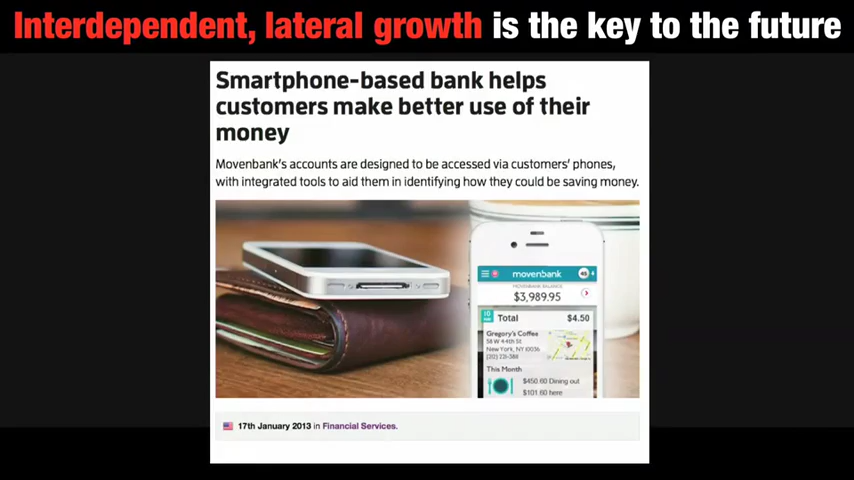 Interdependent, lateral growth is the key to the future
Smartphone-based bank helps
customers make better use of their
money
Movenbank's accounts are designed to be accessed via customers' phones,
with integrated tools to aid them in identifying how they could be saving money.
movenbank
45
MOVENBANK BALANCE
$3,989.95
Total
$4.50
Gregory's Coffee
58 W 44th St
New York, NY 10036
This Month
$450.60 Dining out
$101.60 here
17th January 2013 in Financial Services.